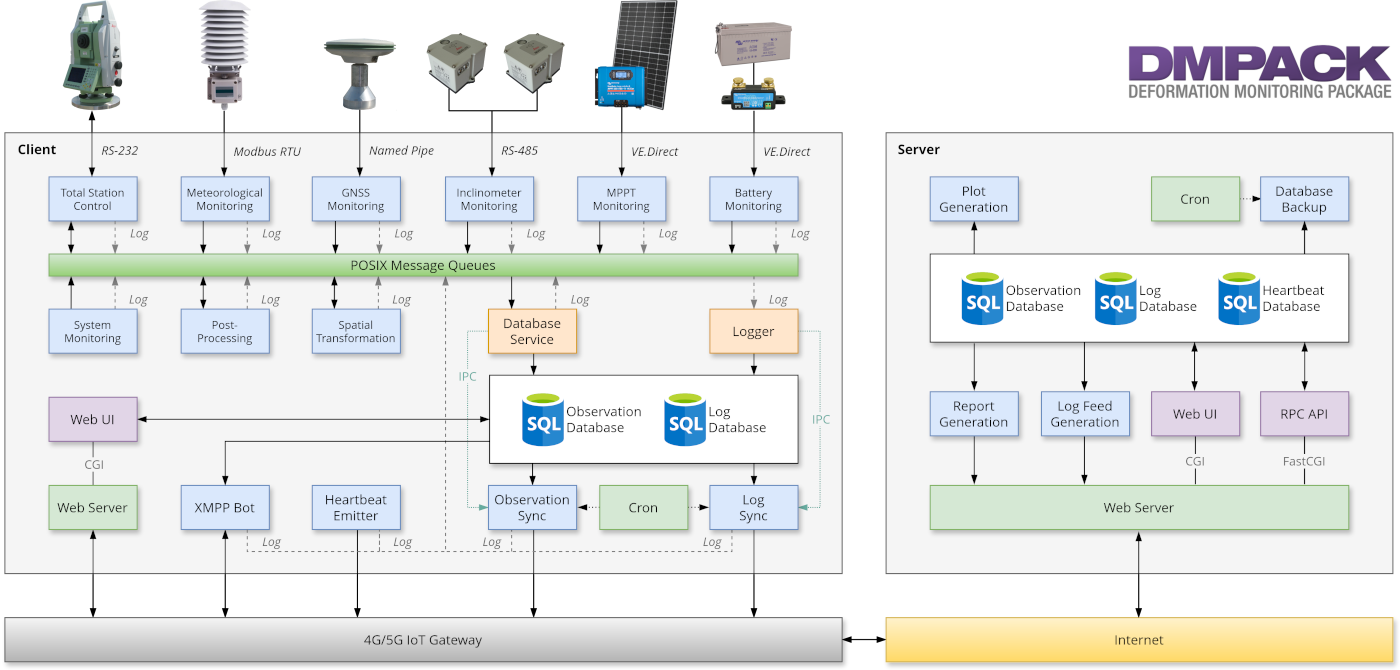 DMPACK
DEFORMATION MONITORING PACKAGE
Client
RS-232
Modbus RTU
Named Pipe
RS-485
VE.Direct
VE.Direct
Total Station
Control
Meteorological
Monitoring
GNSS
Monitoring
Inclinometer
Monitoring
MPPT
Monitoring
Battery
Monitoring
Log
Log
Log
Log
Log
Log
POSIX Message Queues
Log
Log
Log
Log
Log
System
Monitoring
Post-
Processing
Spatial
Transformation
Database
Service
Logger
IPC
IPC
SQL
Observation
Database
SQL
Log
Database
Web UI
CGI
Web Server
XMPP Bot
Heartbeat
Emitter
Observation
Sync
Cron
Log
Sync
Log
Log
Log
Log
4G/5G IoT Gateway
Server
Plot
Generation
Cron
Database
Backup
SQL
Observation
Database
SQL
Log
Database
SQL
Heartbeat
Database
Report
Generation
Log Feed
Generation
Web UI
RPC API
CGI
FastCGI
Web Server
Internet